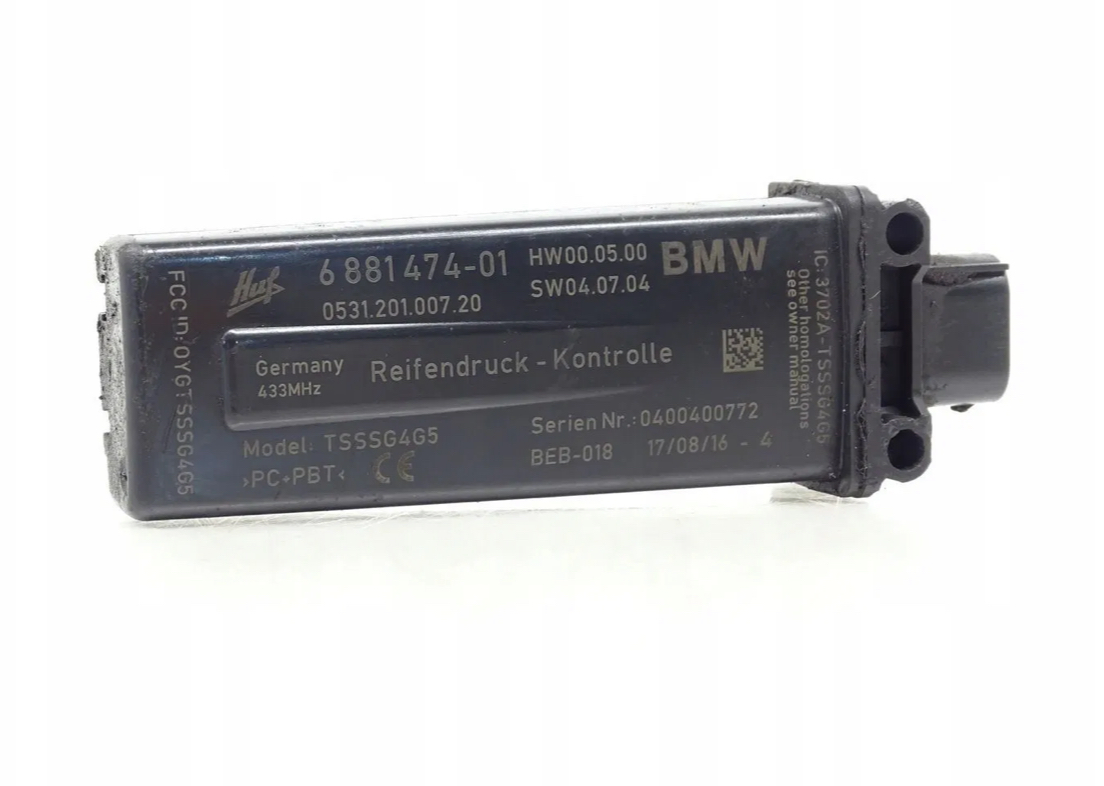 Huf
6 881 474-01
HW00.05.00
BMW
0531.201.007.20
SW04.07.04
Germany
433MHz
Reifendruck - Kontrolle
Model: TSSSG4G5
Serien Nr.: 0400400772
>PC+PBT<
CE
BEB-018 17/08/16 - 4
FCC in: OYGTSSSG4G5
IC: 3702A-TSSSG4G5
Other homologations
see owner manual